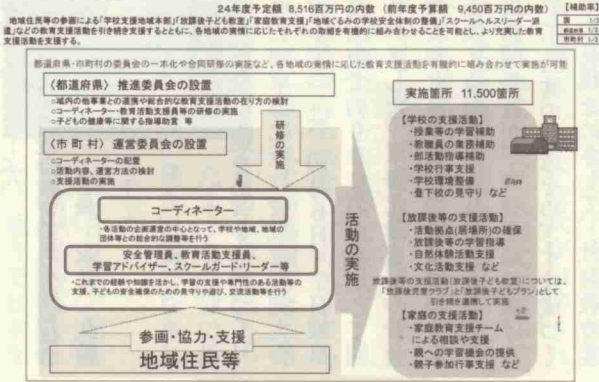 24年度予定額 8,516百万円の内数 (前年度予算額 9,450百万円の内数)
【補助率】
国 1/3
都道府県 1/3
市町村 1/3
地域住民等の参画による「学校支援地域本部」「放課後子ども教室」「家庭教育支援」「地域ぐるみの学校安全体制の整備」「スクールヘルスリーダー派
遣」などの教育支援活動を引き続き支援するとともに、各地域の実情に応じたそれぞれの取組を有機的に組み合わせることを可能とし、より充実した教育
支援活動を支援する。
都道府県・市町村の委員会の一本化や合同研修の実施など、各地域の実情に応じた教育支援活動を有機的に組み合わせて実施が可能
〈都道府県〉 推進委員会の設置
○域内の他事業との連携や総合的な教育支援活動の在り方の検討
○コーディネーター・教育活動支援員等の研修の実施
○子どもの健康等に関する指導助言 等
〈市 町 村〉 運営委員会の設置
○コーディネーターの配置
○活動内容、運営方法の検討
○支援活動の実施
研修の実施
コーディネーター
・各活動の企画運営の中心となって、学校や地域、地域の
団体等との総合的な調整等を行う
安全管理員、教育活動支援員、
学習アドバイザー、スクールガード・リーダー等
・これまでの経験や知識を活かし、学習の支援や専門性のある活動等の
支援、子どもの安全確保のための見守りや遊び、交流活動等を行う
参画・協力・支援
地域住民等
活動の実施
実施箇所 11,500箇所
【学校の支援活動】
・授業等の学習補助
・教職員の業務補助
・部活動指導補助
・学校行事支援
・学校環境整備
・登下校の見守り など
【放課後等の支援活動】
・活動拠点(居場所)の確保
・放課後等の学習指導
・自然体験活動支援
・文化活動支援 など
放課後等の支援活動(放課後子ども教室)については、
「放課後児童クラブ」と「放課後子どもプラン」として
引き続き連携して実施
【家庭の支援活動】
・家庭教育支援チーム
による相談や支援
・親への学習機会の提供
・親子参加行事支援 など